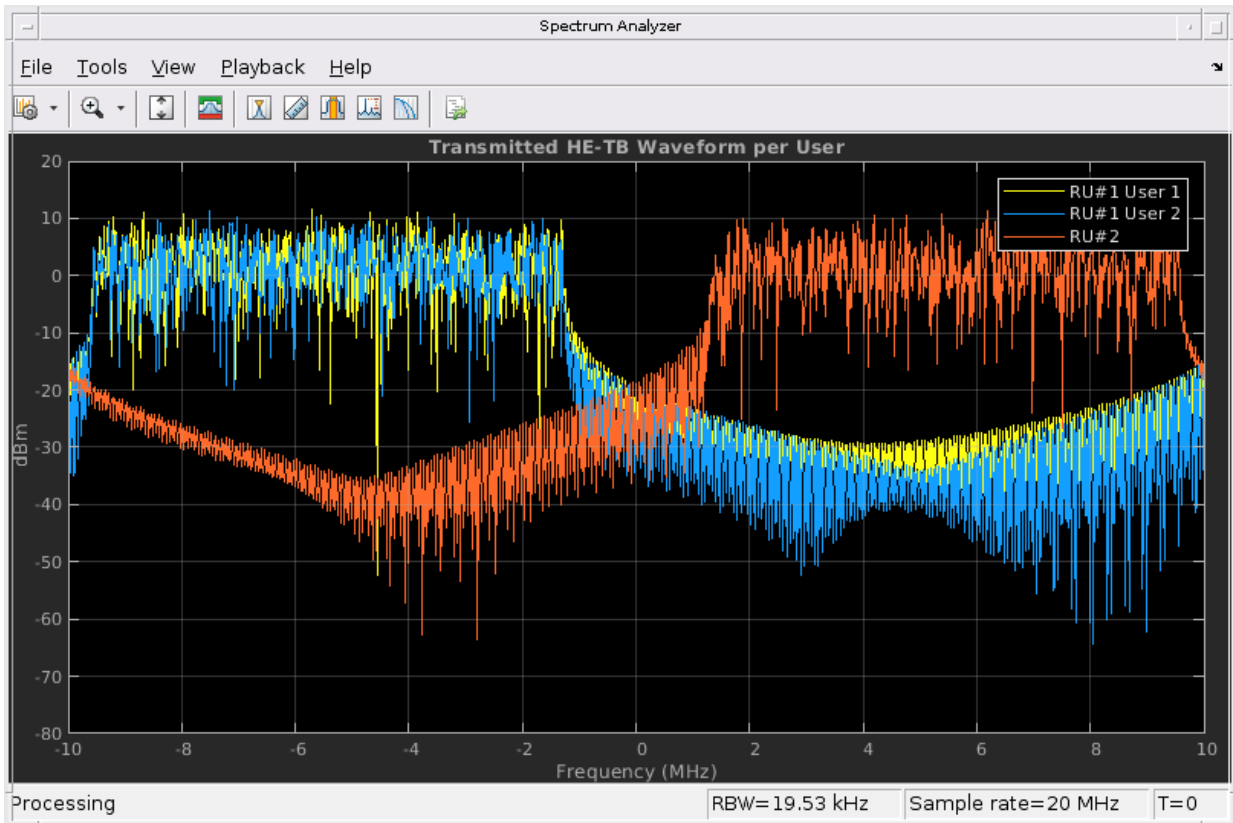 Spectrum Analyzer
File Tools View Playback Help
Transmitted HE-TB Waveform per User
RU#1 User 1
RU#1 User 2
RU#2
20
10
0
-10
-20
-30
-40
-50
-60
-70
-80
dBm
-10 -8 -6 -4 -2 0 2 4 6 8 10
Frequency (MHz)
Processing RBW=19.53 kHz Sample rate=20 MHz T=0